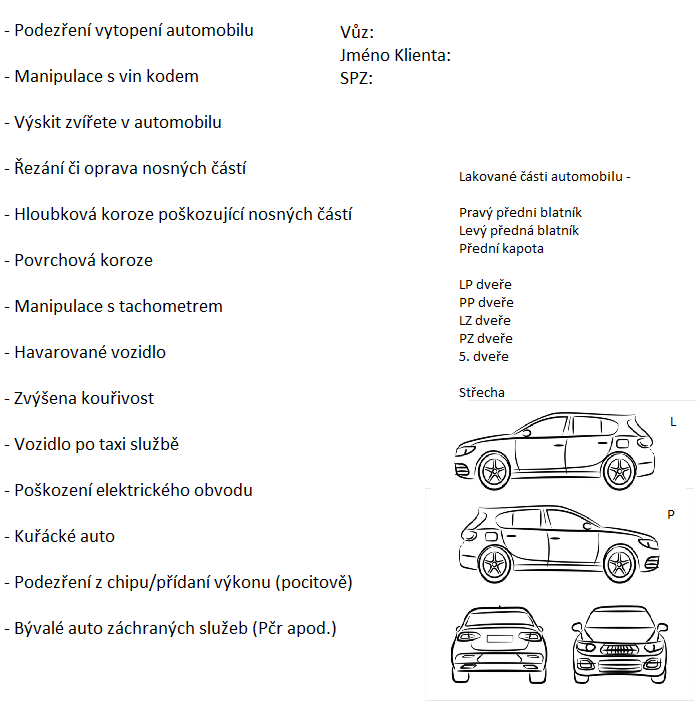 - Podezření vytopení automobilu
- Manipulace s vin kodem
- Výskit zvířete v automobilu
- Řezání či oprava nosných částí
- Hloubková koroze poškozující nosných částí
- Povrchová koroze
- Manipulace s tachometrem
- Havarované vozidlo
- Zvýšena kouřivost
- Vozidlo po taxi službě
- Poškození elektrického obvodu
- Kuřácké auto
- Podezření z chipu/přídaní výkonu (pocitově)
- Bývalé auto záchraných služeb (Pčr apod.)
Vůz:
Jméno Klienta:
SPZ:
Lakované části automobilu -
Pravý předni blatník
Levý předná blatník
Přední kapota
LP dveře
PP dveře
LZ dveře
PZ dveře
5. dveře
Střecha
L
P